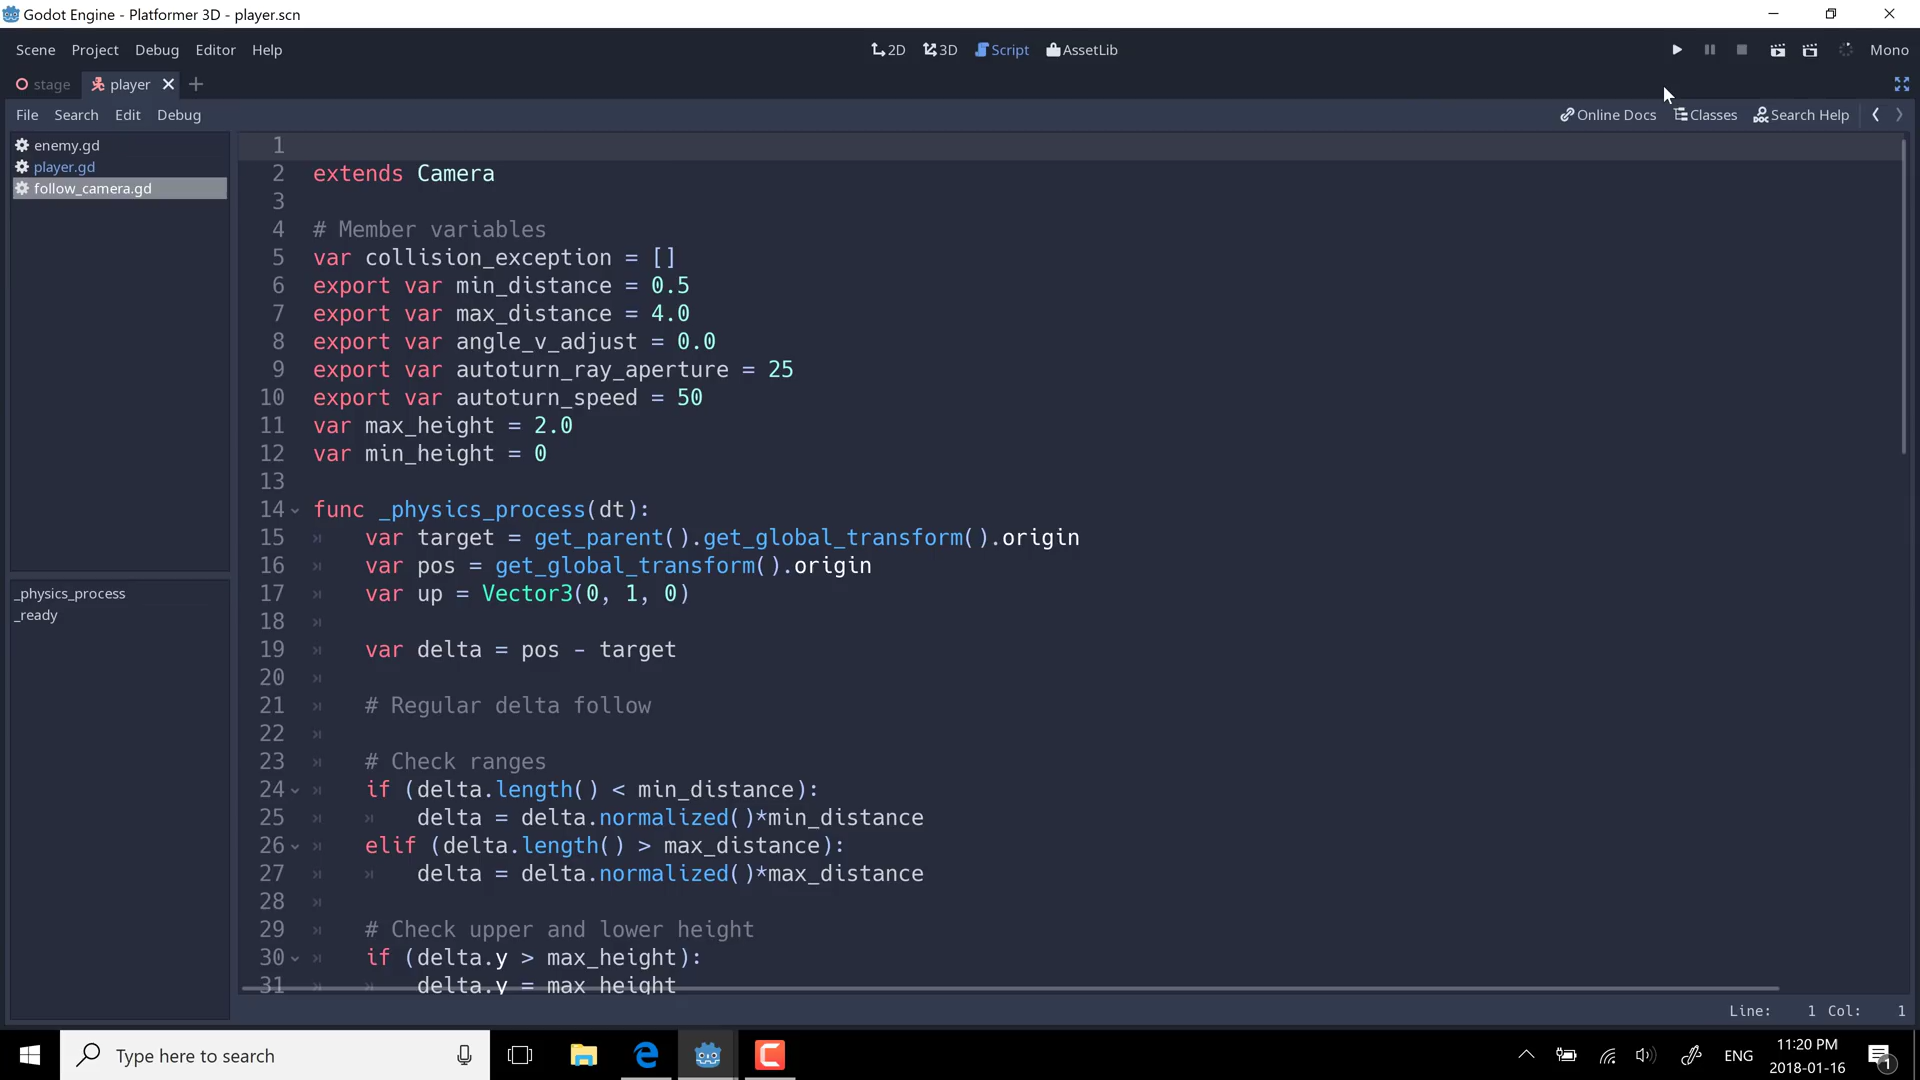 Godot Engine - Platformer 3D - player.scn
Scene Project Debug Editor Help
2D 3D Script AssetLib
Mono
stage player
File Search Edit Debug
Online Docs Classes Search Help
enemy.gd
player.gd
follow_camera.gd
_physics_process
_ready
1
2 extends Camera
3
4 # Member variables
5 var collision_exception = []
6 export var min_distance = 0.5
7 export var max_distance = 4.0
8 export var angle_v_adjust = 0.0
9 export var autoturn_ray_aperture = 25
10 export var autoturn_speed = 50
11 var max_height = 2.0
12 var min_height = 0
13
14 func _physics_process(dt):
15 var target = get_parent().get_global_transform().origin
16 var pos = get_global_transform().origin
17 var up = Vector3(0, 1, 0)
18
19 var delta = pos - target
20
21 # Regular delta follow
22
23 # Check ranges
24 if (delta.length() < min_distance):
25 delta = delta.normalized()*min_distance
26 elif (delta.length() > max_distance):
27 delta = delta.normalized()*max_distance
28
29 # Check upper and lower height
30 if (delta.y > max_height):
31 delta.y = max_height
Line: 1 Col: 1
Type here to search
ENG
11:20 PM
2018-01-16
1